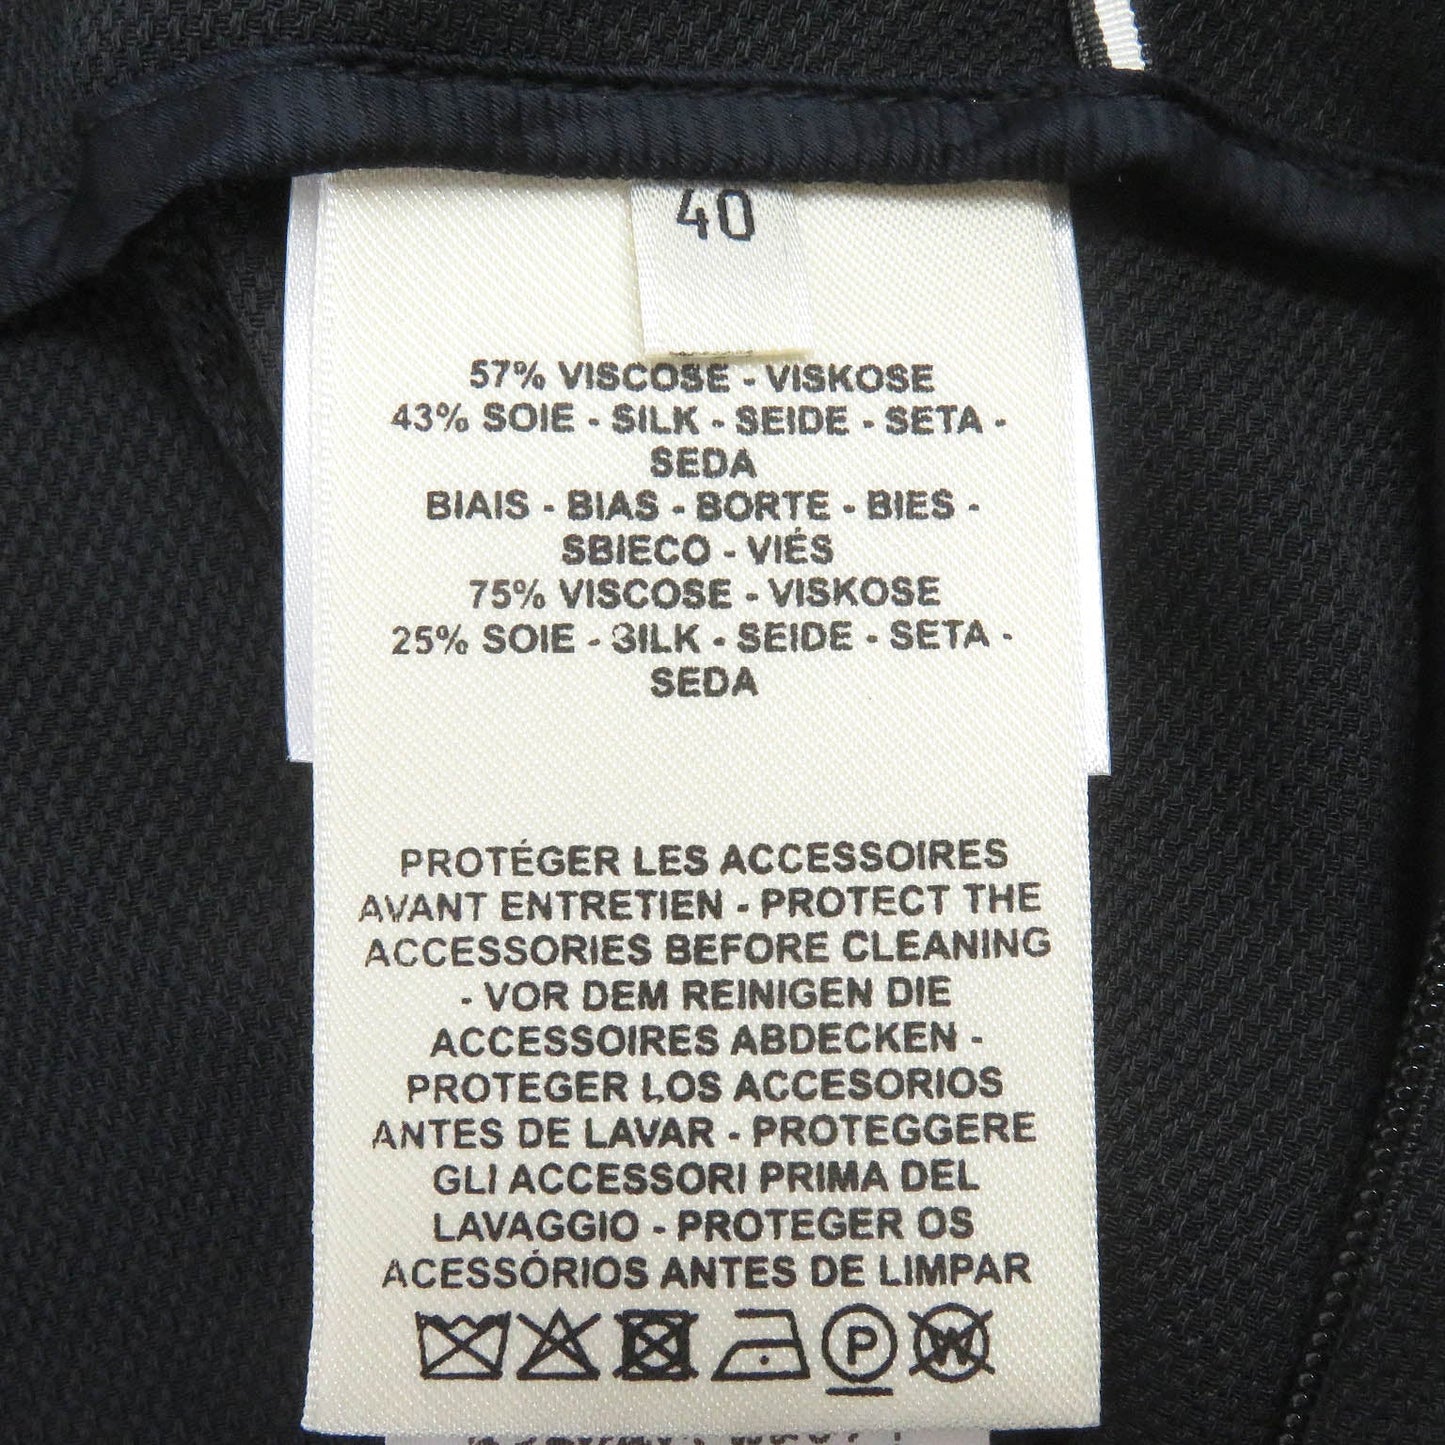 40
57% VISCOSE - VISKOSE
43% SOIE - SILK - SEIDE - SETA -
SEDA
BIAIS - BIAS - BORTE - BIES -
SBIECO - VIÉS
75% VISCOSE - VISKOSE
25% SOIE - SILK - SEIDE - SETA -
SEDA
PROTÉGER LES ACCESSOIRES
AVANT ENTRETIEN - PROTECT THE
ACCESSORIES BEFORE CLEANING
- VOR DEM REINIGEN DIE
ACCESSOIRES ABDECKEN -
PROTEGER LOS ACCESORIOS
ANTES DE LAVAR - PROTEGGERE
GLI ACCESSORI PRIMA DEL
LAVAGGIO - PROTEGER OS
ACESSÓRIOS ANTES DE LIMPAR
P W